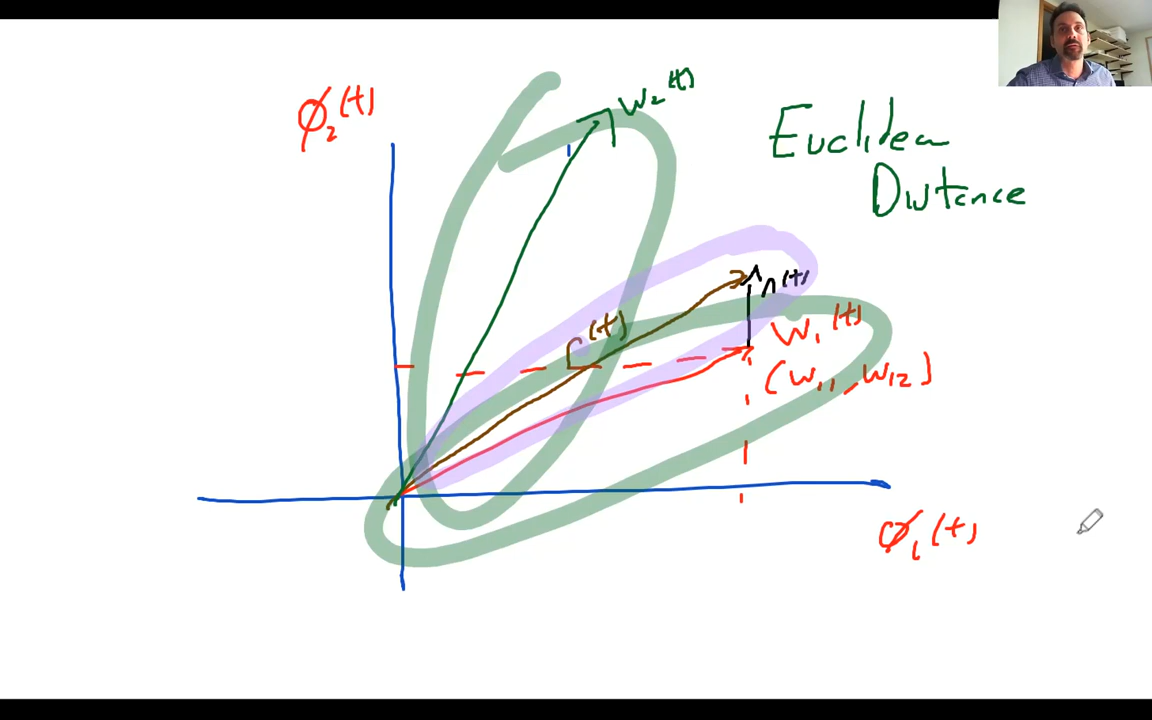 ϕ₂(t)
w₂(t)
Euclidean
Distance
n(t)
r(t)
w₁(t)
(w₁₁, w₁₂)
ϕ₁(t)